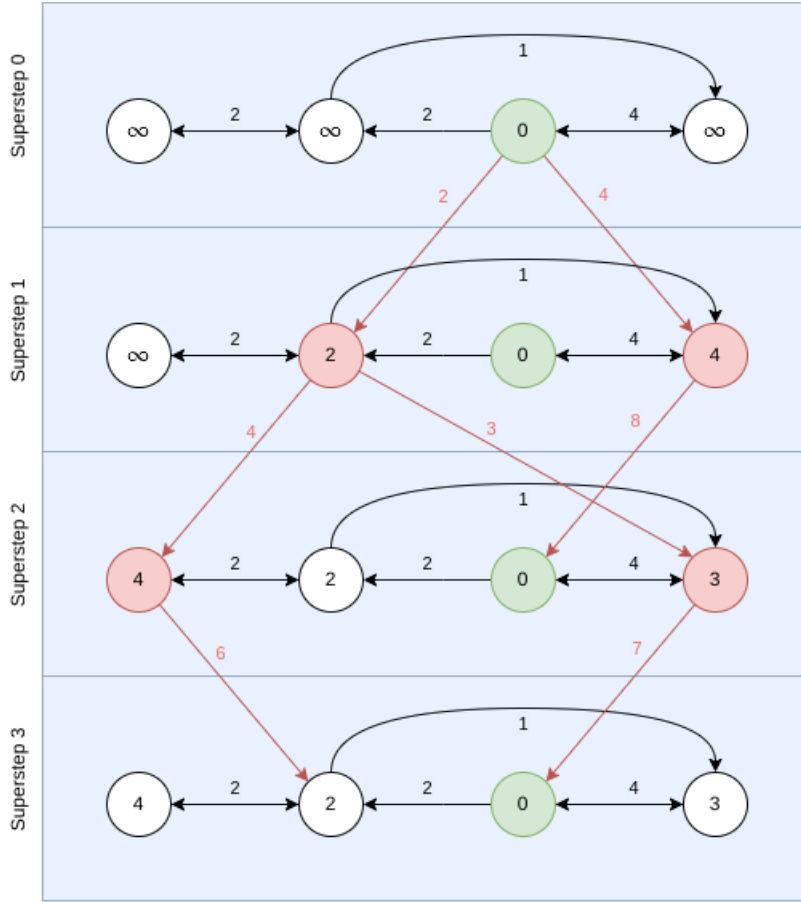 Superstep 0
1
∞ 2 ∞ 2 0 4 ∞
2 4
Superstep 1
1
∞ 2 2 2 0 4 4
4 3 8
Superstep 2
1
4 2 2 2 0 4 3
6 7
Superstep 3
1
4 2 2 2 0 4 3